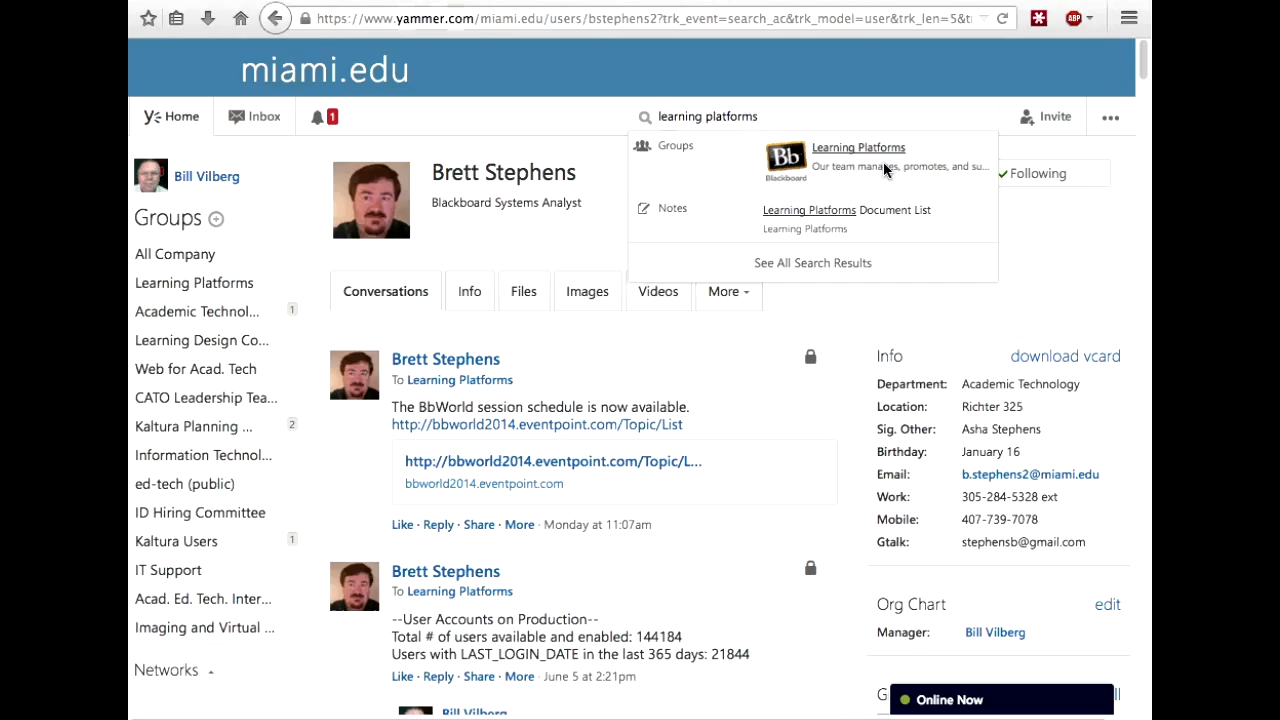 https://www.yammer.com/miami.edu/users/bstephens2?trk_event=search_ac&trk_model=user&trk_len=5&t
ABP
miami.edu
Home
Inbox
1
learning platforms
Invite
Groups
Bb
Blackboard
Learning Platforms
Our team manages, promotes, and su...
Notes
Learning Platforms Document List
Learning Platforms
See All Search Results
Bill Vilberg
Groups
All Company
Learning Platforms
Academic Technol... 1
Learning Design Co...
Web for Acad. Tech
CATO Leadership Tea...
Kaltura Planning ... 2
Information Technol...
ed-tech (public)
ID Hiring Committee
Kaltura Users 1
IT Support
Acad. Ed. Tech. Inter...
Imaging and Virtual ...
Networks
Brett Stephens
Blackboard Systems Analyst
Following
Conversations
Info
Files
Images
Videos
More
Brett Stephens
To Learning Platforms
The BbWorld session schedule is now available.
http://bbworld2014.eventpoint.com/Topic/List
http://bbworld2014.eventpoint.com/Topic/L...
bbworld2014.eventpoint.com
Like · Reply · Share · More · Monday at 11:07am
Brett Stephens
To Learning Platforms
--User Accounts on Production--
Total # of users available and enabled: 144184
Users with LAST_LOGIN_DATE in the last 365 days: 21844
Like · Reply · Share · More · June 5 at 2:21pm
Bill Vilberg
Info download vcard
Department: Academic Technology
Location: Richter 325
Sig. Other: Asha Stephens
Birthday: January 16
Email: b.stephens2@miami.edu
Work: 305-284-5328 ext
Mobile: 407-739-7078
Gtalk: stephensb@gmail.com
Org Chart edit
Manager: Bill Vilberg
Online Now